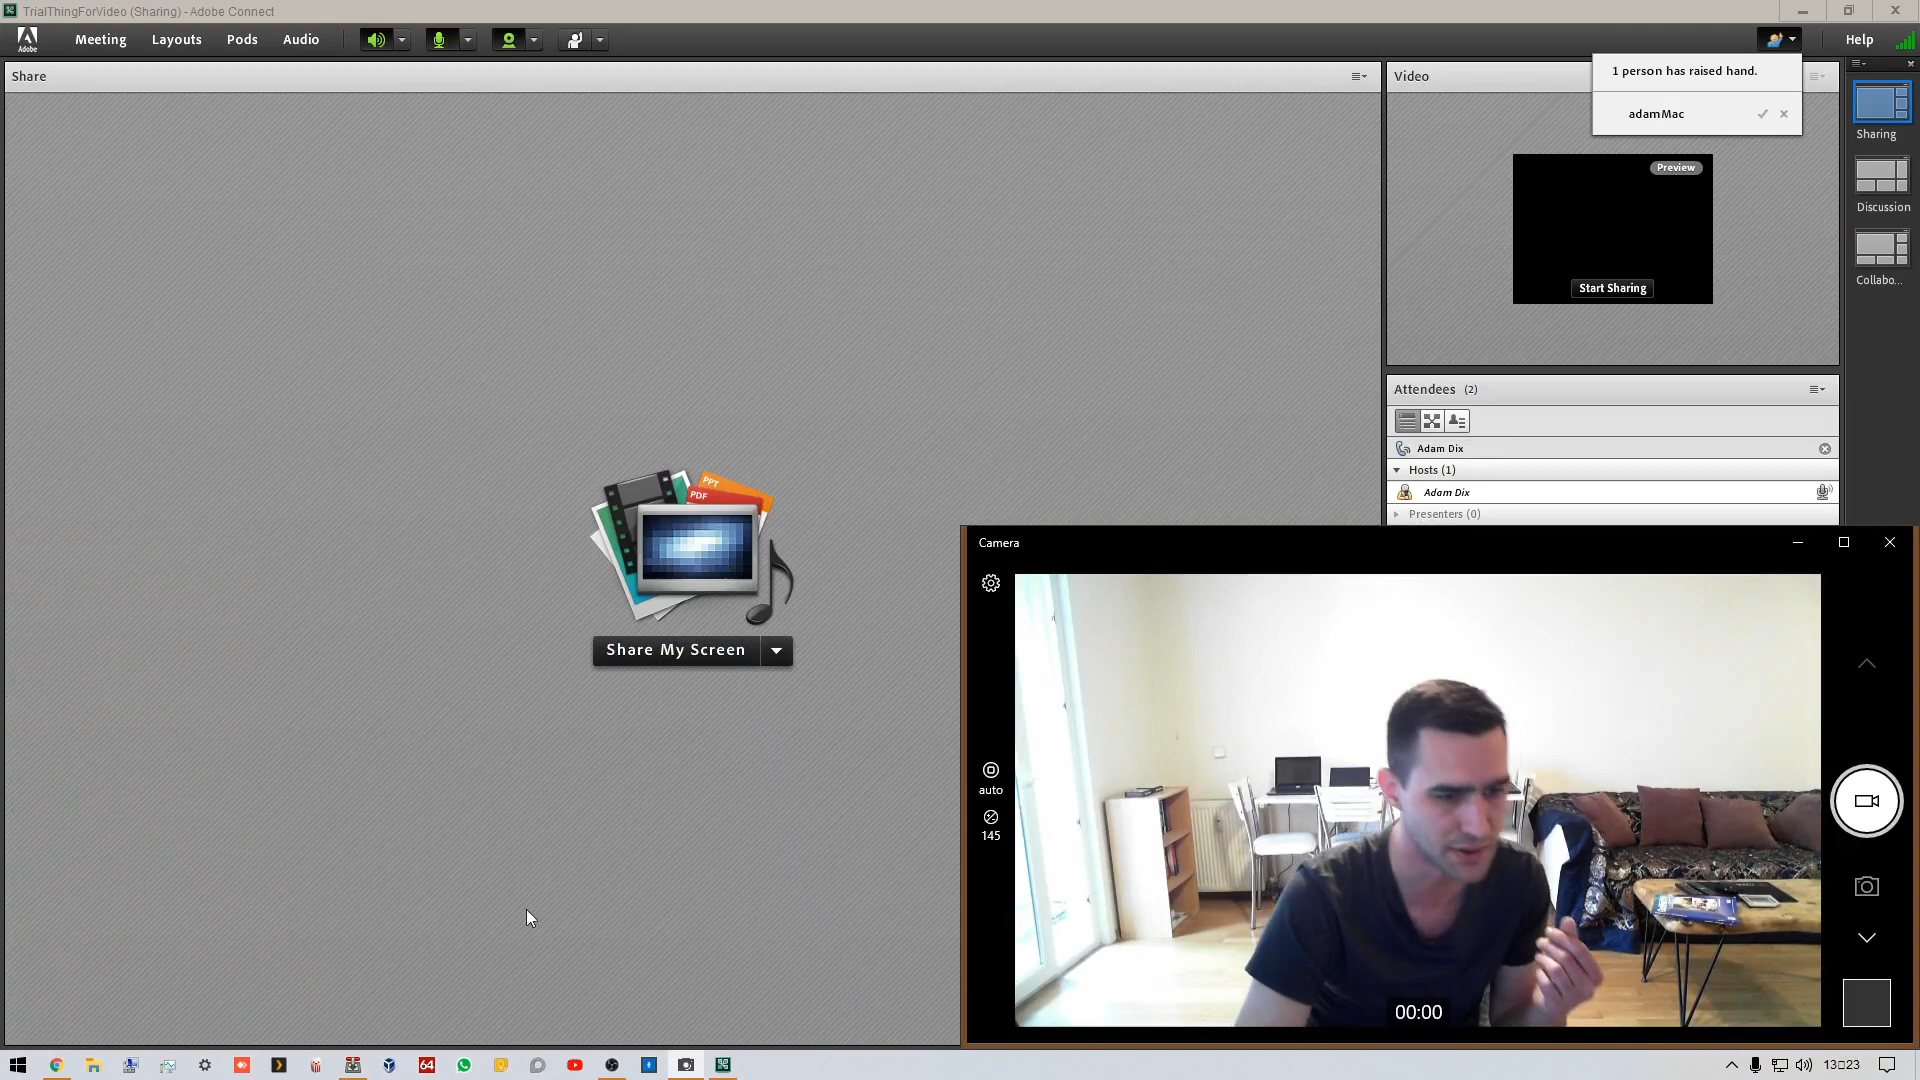 TrialThingForVideo (Sharing) - Adobe Connect
Adobe
Meeting
Layouts
Pods
Audio
Help
Share
Video
1 person has raised hand.
adamMac
Preview
Start Sharing
Sharing
Discussion
Collabo...
Attendees (2)
Adam Dix
Hosts (1)
Adam Dix
Presenters (0)
PPT
PDF
Share My Screen
Camera
auto
145
00:00
64
13□23